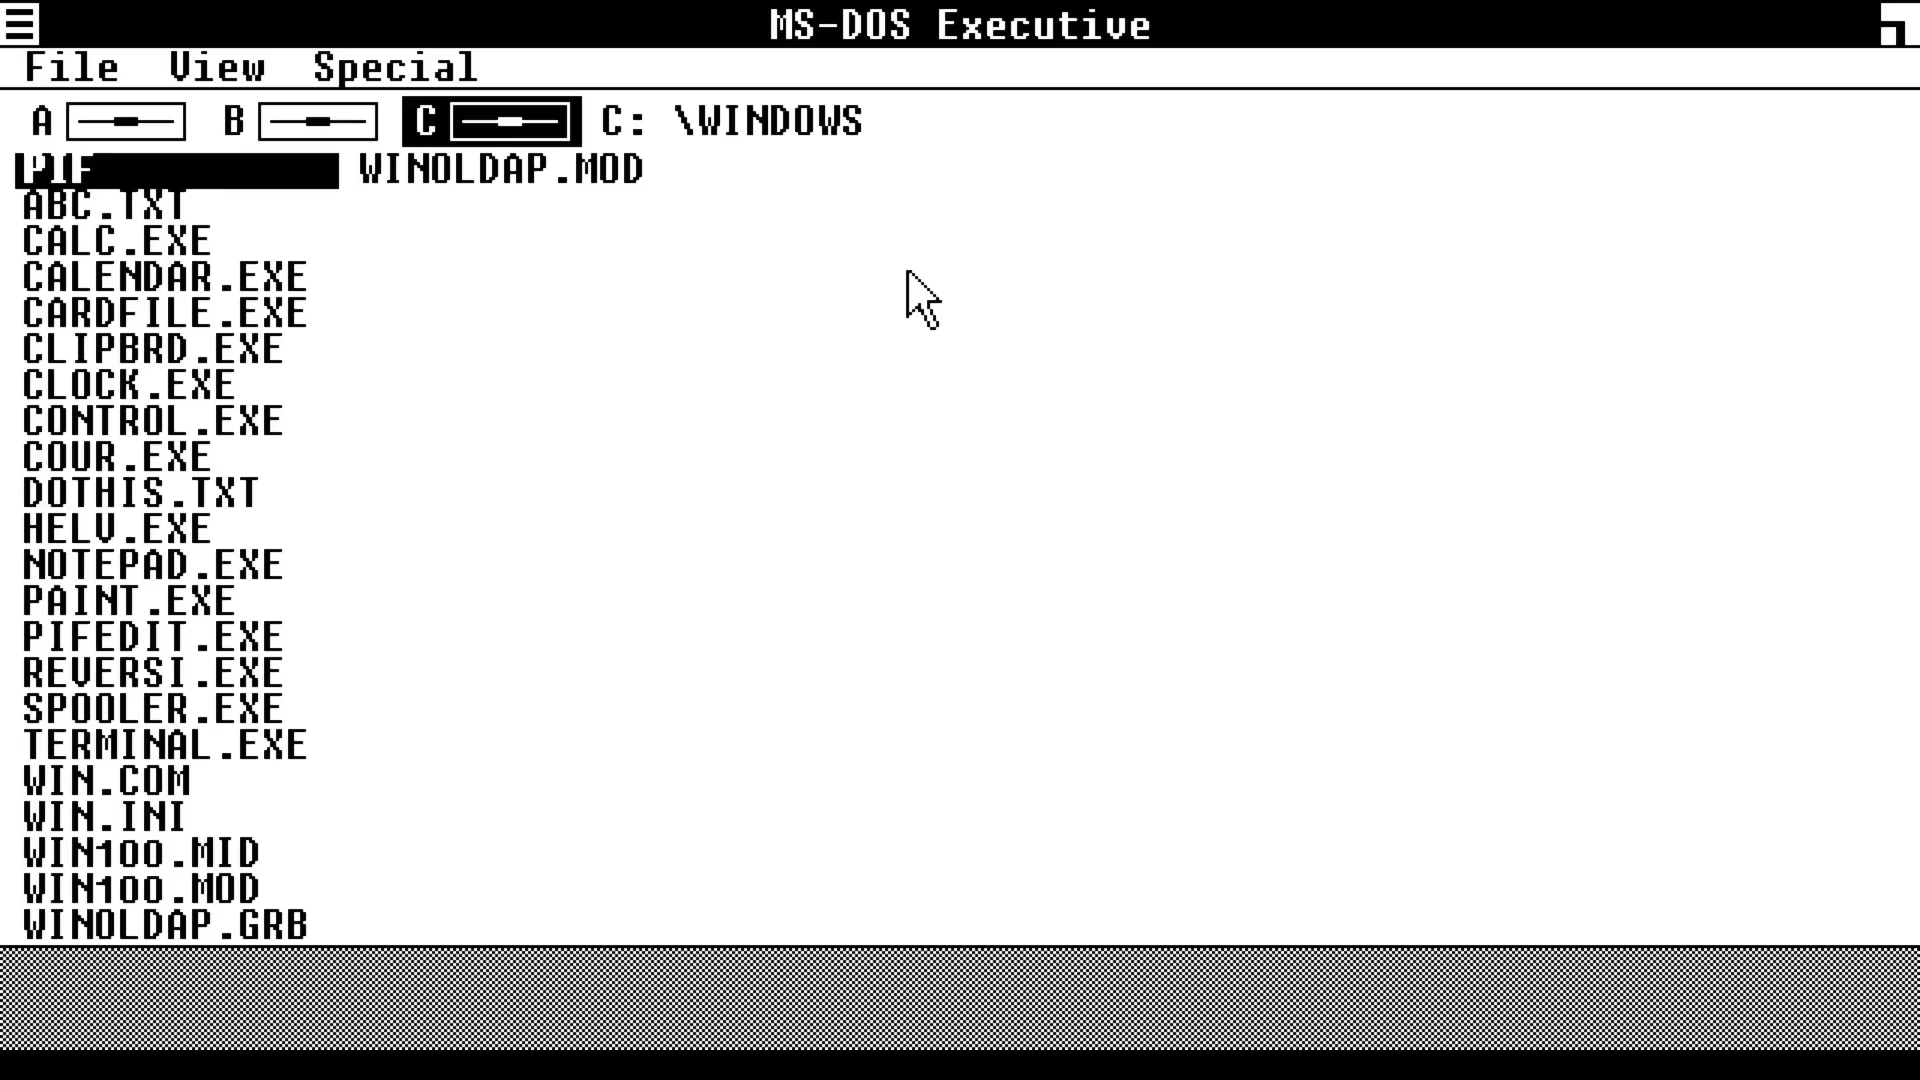 MS-DOS Executive
File View Special
A B C C: \WINDOWS
PIF WINOLDAP.MOD
ABC.TXT
CALC.EXE
CALENDAR.EXE
CARDFILE.EXE
CLIPBRD.EXE
CLOCK.EXE
CONTROL.EXE
COUR.EXE
DOTHIS.TXT
HELV.EXE
NOTEPAD.EXE
PAINT.EXE
PIFEDIT.EXE
REVERSI.EXE
SPOOLER.EXE
TERMINAL.EXE
WIN.COM
WIN.INI
WIN100.MID
WIN100.MOD
WINOLDAP.GRB